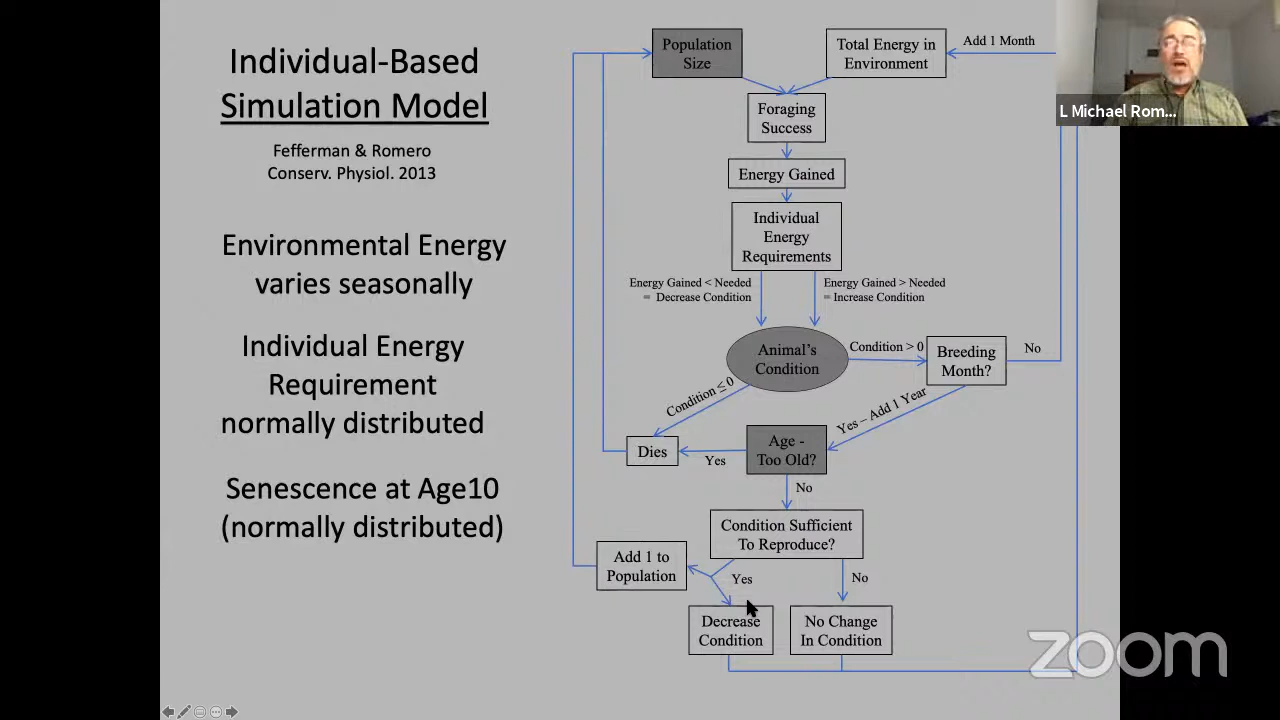 Individual-Based
Simulation Model
Fefferman & Romero
Conserv. Physiol. 2013
Environmental Energy
varies seasonally
Individual Energy
Requirement
normally distributed
Senescence at Age10
(normally distributed)
Population
Size
Total Energy in
Environment
Add 1 Month
Foraging
Success
Energy Gained
Individual
Energy
Requirements
Energy Gained < Needed
= Decrease Condition
Energy Gained > Needed
= Increase Condition
Animal's
Condition
Condition > 0
Breeding
Month?
No
Condition ≤ 0
Yes – Add 1 Year
Dies
Yes
Age -
Too Old?
No
Condition Sufficient
To Reproduce?
Add 1 to
Population
Yes
No
Decrease
Condition
No Change
In Condition
L Michael Rom...
zoom